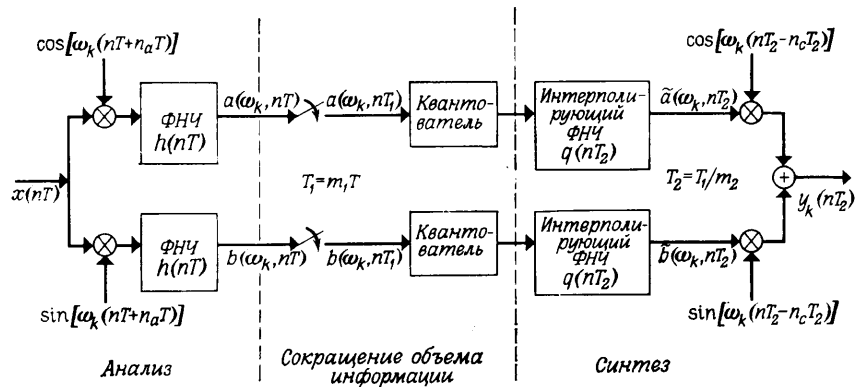 cos[ω_k(nT+n_aT)]
cos[ω_k(nT_2-n_cT_2)]
ФНЧ
h(nT)
a(ω_k,nT)
a(ω_k,nT_1)
Кванто-
ватель
Интерполи-
рующий
ФНЧ
q(nT_2)
ã(ω_k,nT_2)
x(nT)
T_1=m_1T
T_2=T_1/m_2
y_k(nT_2)
ФНЧ
h(nT)
b(ω_k,nT)
b(ω_k,nT_1)
Кванто-
ватель
Интерполи-
рующий
ФНЧ
q(nT_2)
b̃(ω_k,nT_2)
sin[ω_k(nT+n_aT)]
sin[ω_k(nT_2-n_cT_2)]
Анализ
Сокращение объема
информации
Синтез